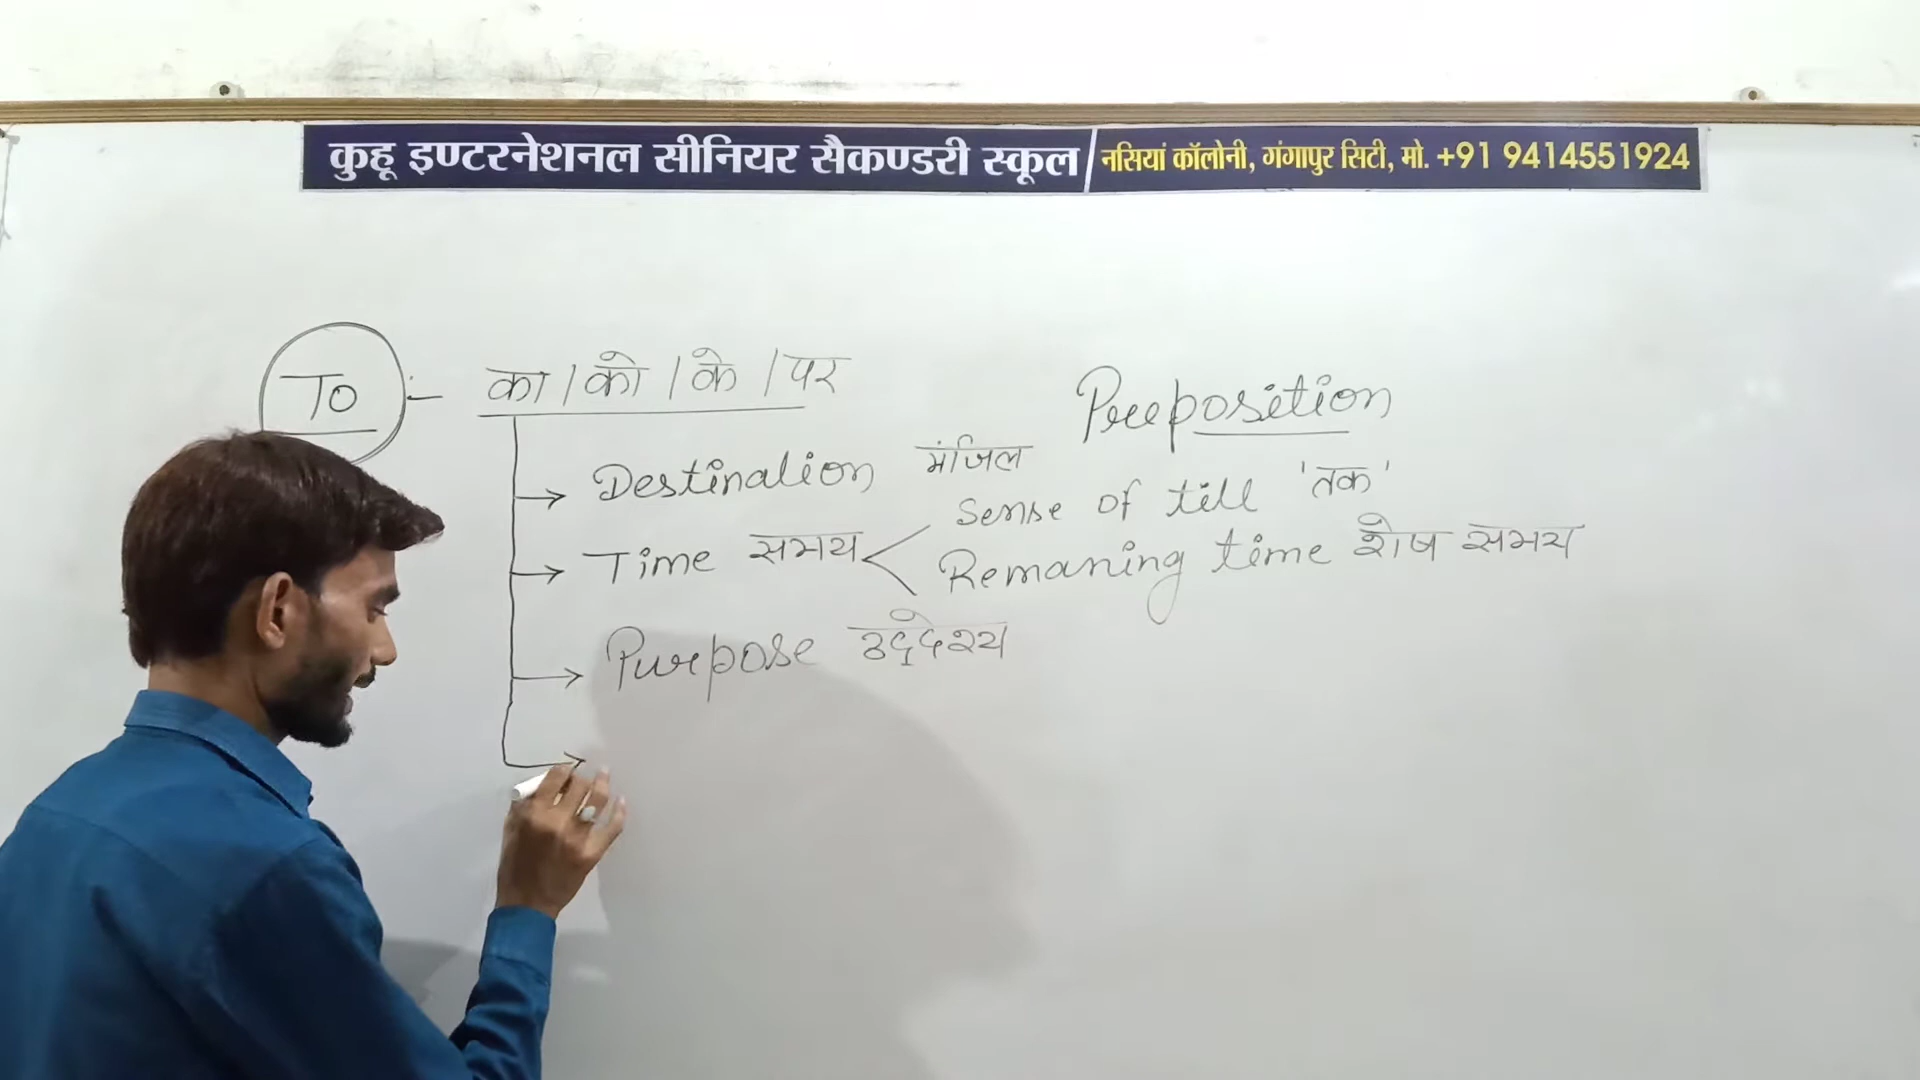 कुहू इण्टरनेशनल सीनियर सैकण्डरी स्कूल नसियां कॉलोनी, गंगापुर सिटी, मो. +91 9414551924
To :- का / को / के / पर
Preposition
Destination मंजिल
Time समय
Sense of till 'तक'
Remaning time शेष समय
Purpose उद्देश्य